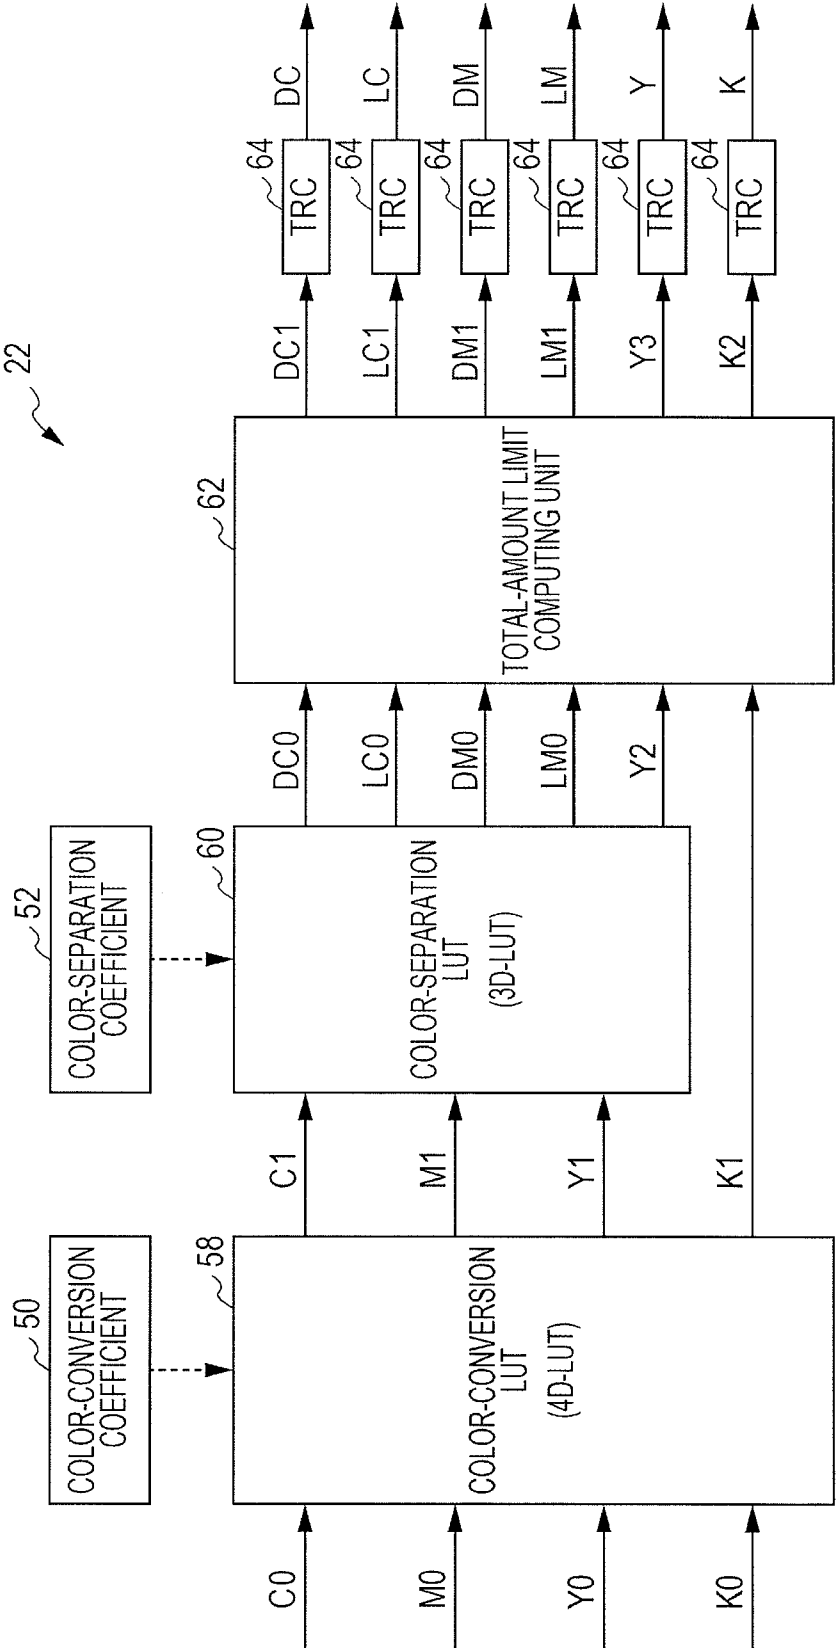 22
50
COLOR-CONVERSION
COEFFICIENT
52
COLOR-SEPARATION
COEFFICIENT
C0
M0
Y0
K0
58
COLOR-CONVERSION
LUT
(4D-LUT)
C1
M1
Y1
K1
60
COLOR-SEPARATION
LUT
(3D-LUT)
DC0
LC0
DM0
LM0
Y2
62
TOTAL-AMOUNT LIMIT
COMPUTING UNIT
DC1
LC1
DM1
LM1
Y3
K2
64
TRC
64
TRC
64
TRC
64
TRC
64
TRC
64
TRC
DC
LC
DM
LM
Y
K